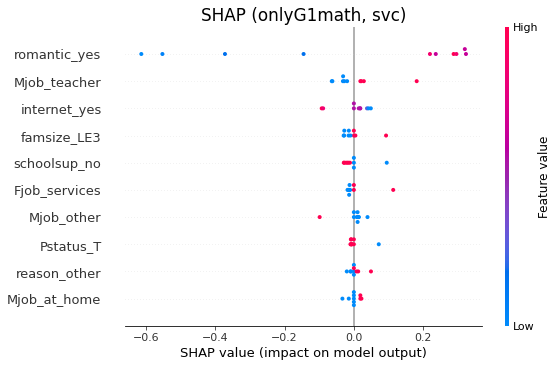 SHAP (onlyG1math, svc)
High
romantic_yes
Mjob_teacher
internet_yes
famsize_LE3
schoolsup_no
Fjob_services
Mjob_other
Pstatus_T
reason_other
Mjob_at_home
Feature value
Low
−0.6 −0.4 −0.2 0.0 0.2
SHAP value (impact on model output)